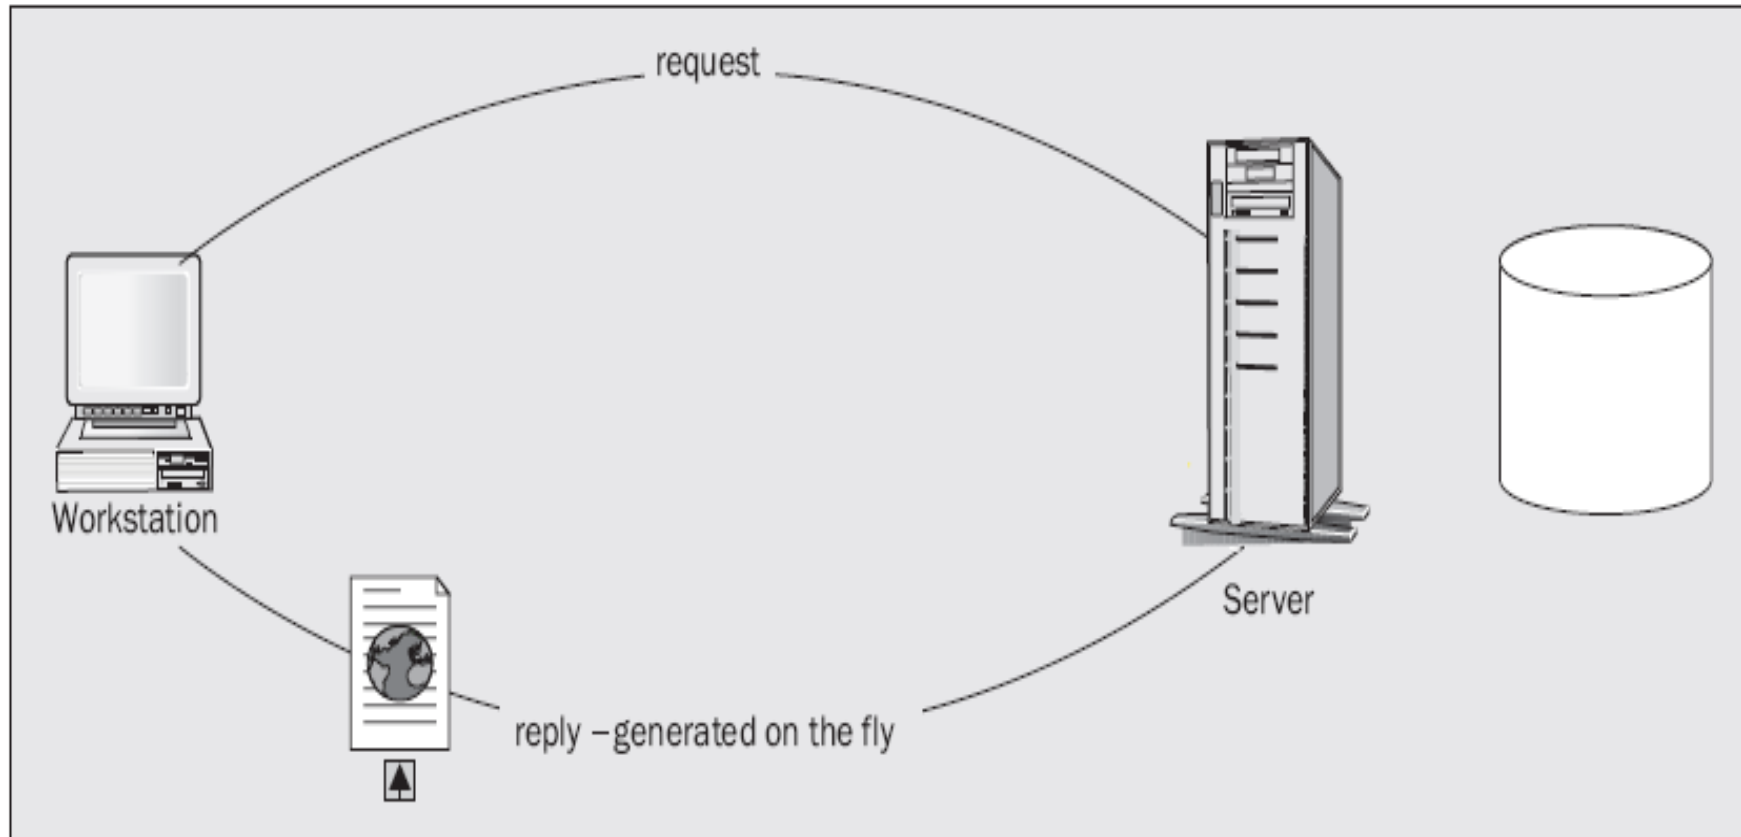 request
Workstation
Server
reply –generated on the fly